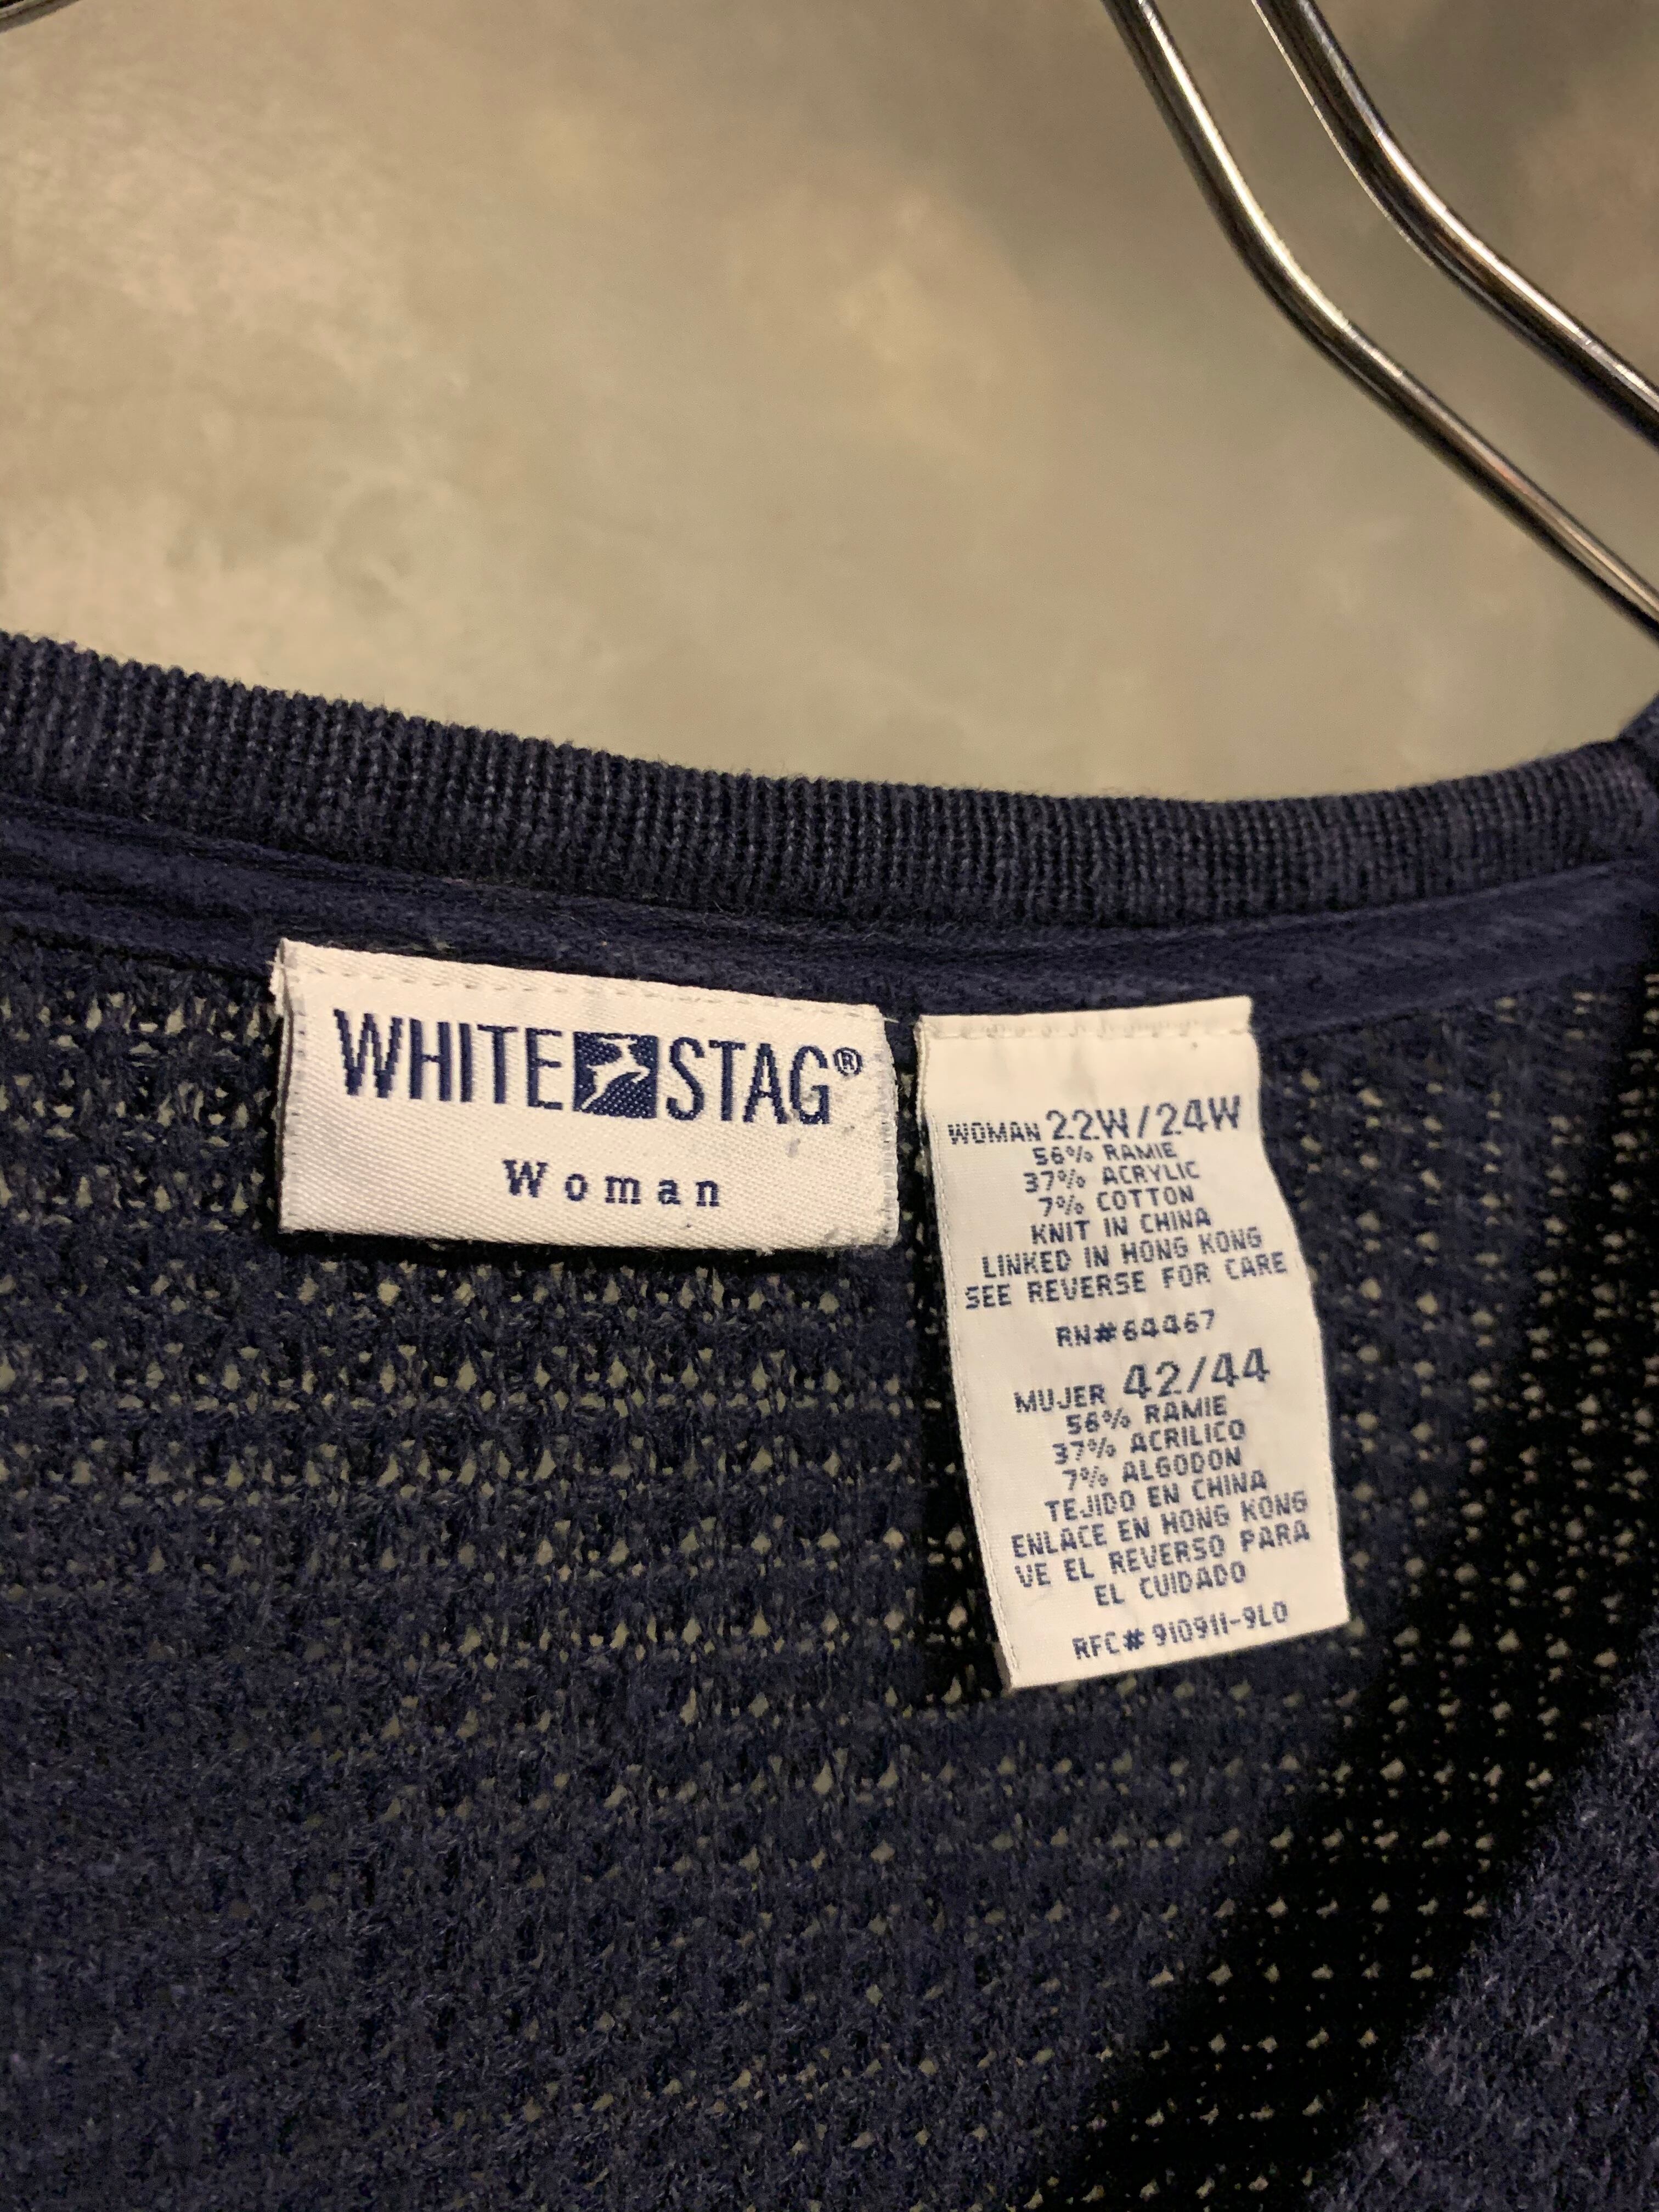 WHITE STAG®
Woman
WOMAN 22W/24W
56% RAMIE
37% ACRYLIC
7% COTTON
KNIT IN CHINA
LINKED IN HONG KONG
SEE REVERSE FOR CARE
RN#64467
MUJER 42/44
56% RAMIE
37% ACRILICO
7% ALGODON
TEJIDO EN CHINA
ENLACE EN HONG KONG
VE EL REVERSO PARA
EL CUIDADO
RFC# 910911-9L0